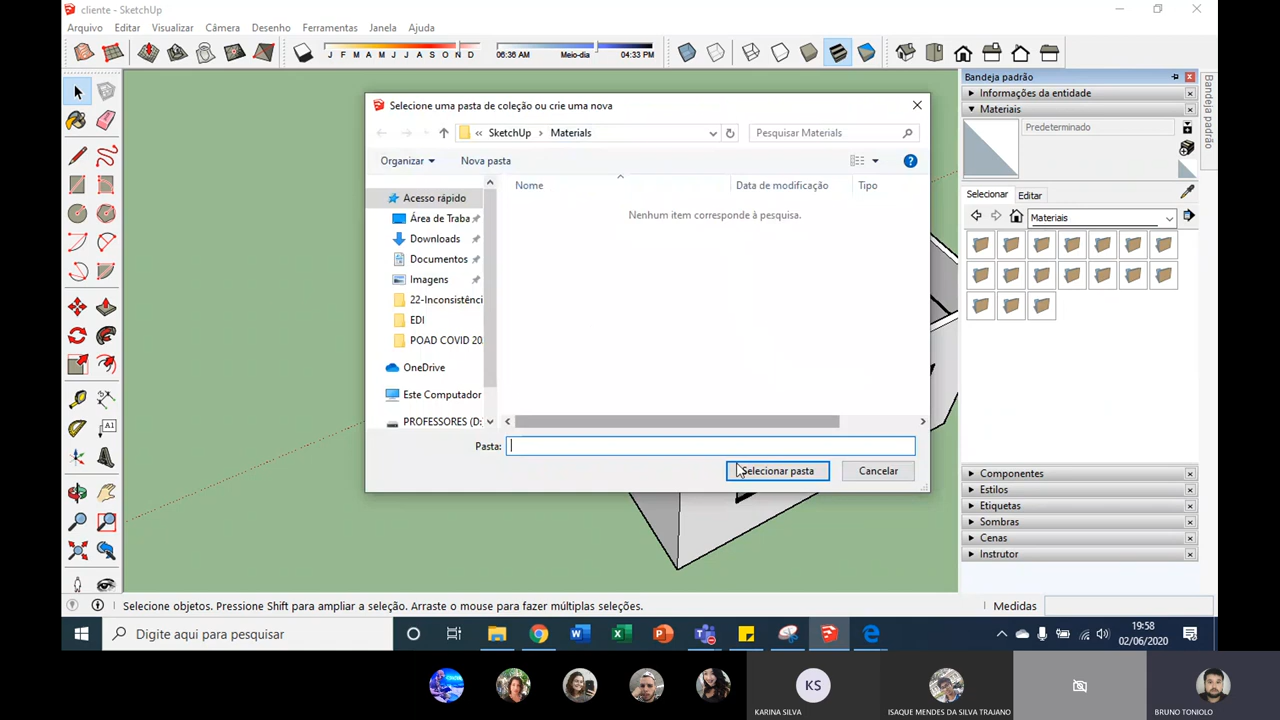 cliente - SketchUp
Arquivo Editar Visualizar Câmera Desenho Ferramentas Janela Ajuda
J F M A M J J A S O N D
06:36 AM Meio-dia 04:33 PM
Bandeja padrão
Bandeja padrão
Informações da entidade
Materiais
Predeterminado
Selecionar Editar
Materiais
Componentes
Estilos
Etiquetas
Sombras
Cenas
Instrutor
Selecione uma pasta de coleção ou crie uma nova
« SketchUp › Materials
Pesquisar Materials
Organizar Nova pasta
Nome Data de modificação Tipo
Nenhum item corresponde à pesquisa.
Acesso rápido
Área de Traba
Downloads
Documentos
Imagens
22-Inconsistênci
EDI
POAD COVID 20
OneDrive
Este Computador
PROFESSORES (D:
Pasta:
Selecionar pasta Cancelar
A1
Selecione objetos. Pressione Shift para ampliar a seleção. Arraste o mouse para fazer múltiplas seleções.
Medidas
Digite aqui para pesquisar
19:58
02/06/2020
KS
KARINA SILVA
ISAQUE MENDES DA SILVA TRAJANO
BRUNO TONIOLO